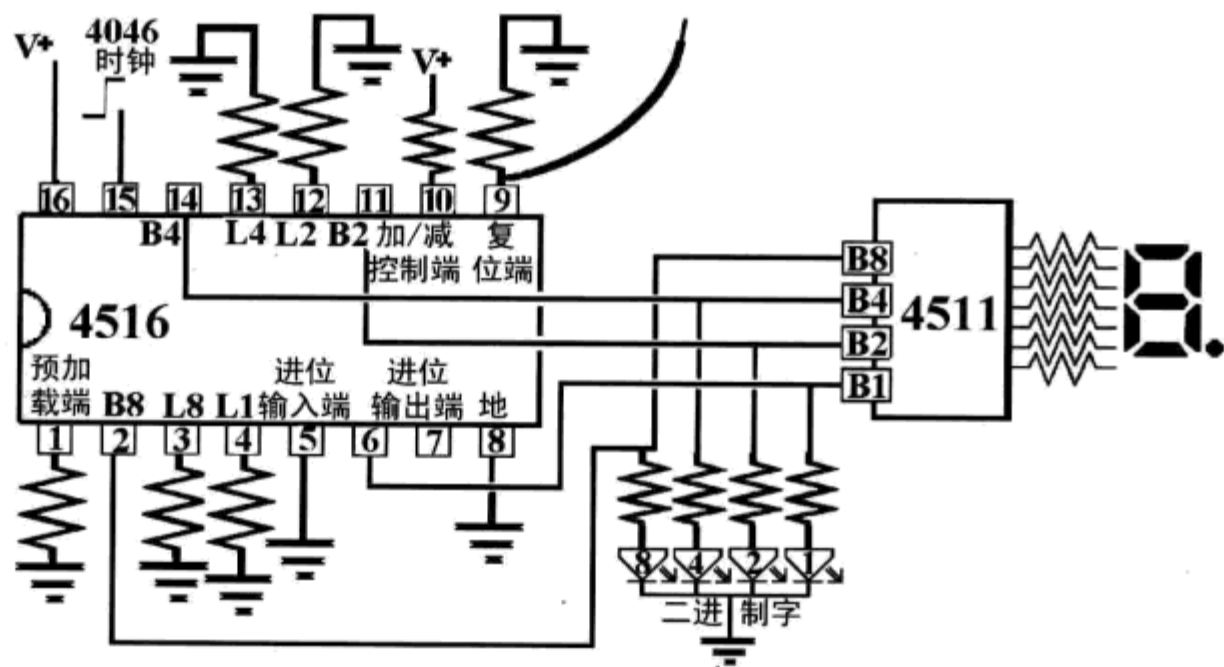 V+
4046
时钟
V+
16 15 14 13 12 11 10 9
B4 L4 L2 B2 加/减 复
控制端 位端
4516
预加 进位 进位
载端 B8 L8 L1 输入端 输出端 地
1 2 3 4 5 6 7 8
B8
B4
B2
B1
4511
8 4 2 1
二进制字